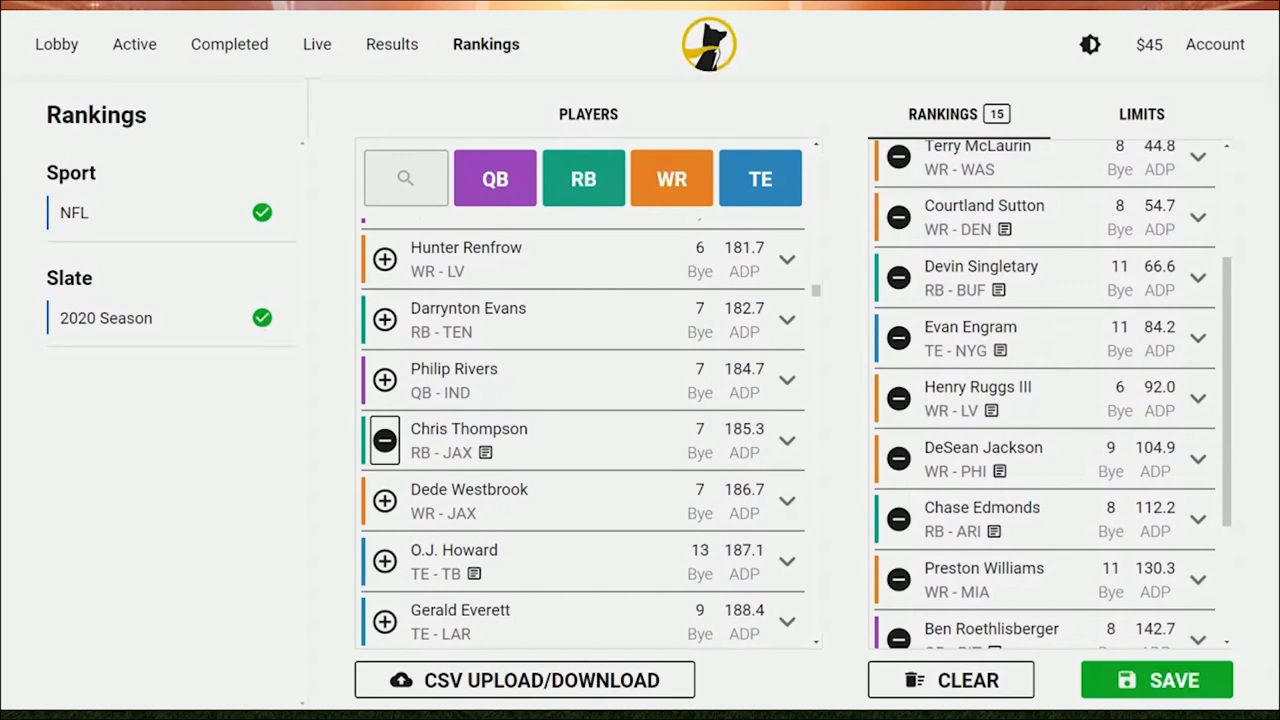 Lobby Active Completed Live Results Rankings $45 Account
Rankings
Sport
NFL
Slate
2020 Season
PLAYERS
QB RB WR TE
Hunter Renfrow 6 181.7
WR - LV Bye ADP
Darrynton Evans 7 182.7
RB - TEN Bye ADP
Philip Rivers 7 184.7
QB - IND Bye ADP
Chris Thompson 7 185.3
RB - JAX Bye ADP
Dede Westbrook 7 186.7
WR - JAX Bye ADP
O.J. Howard 13 187.1
TE - TB Bye ADP
Gerald Everett 9 188.4
TE - LAR Bye ADP
CSV UPLOAD/DOWNLOAD
RANKINGS 15 LIMITS
Terry McLaurin 8 44.8
WR - WAS Bye ADP
Courtland Sutton 8 54.7
WR - DEN Bye ADP
Devin Singletary 11 66.6
RB - BUF Bye ADP
Evan Engram 11 84.2
TE - NYG Bye ADP
Henry Ruggs III 6 92.0
WR - LV Bye ADP
DeSean Jackson 9 104.9
WR - PHI Bye ADP
Chase Edmonds 8 112.2
RB - ARI Bye ADP
Preston Williams 11 130.3
WR - MIA Bye ADP
Ben Roethlisberger 8 142.7
CLEAR SAVE